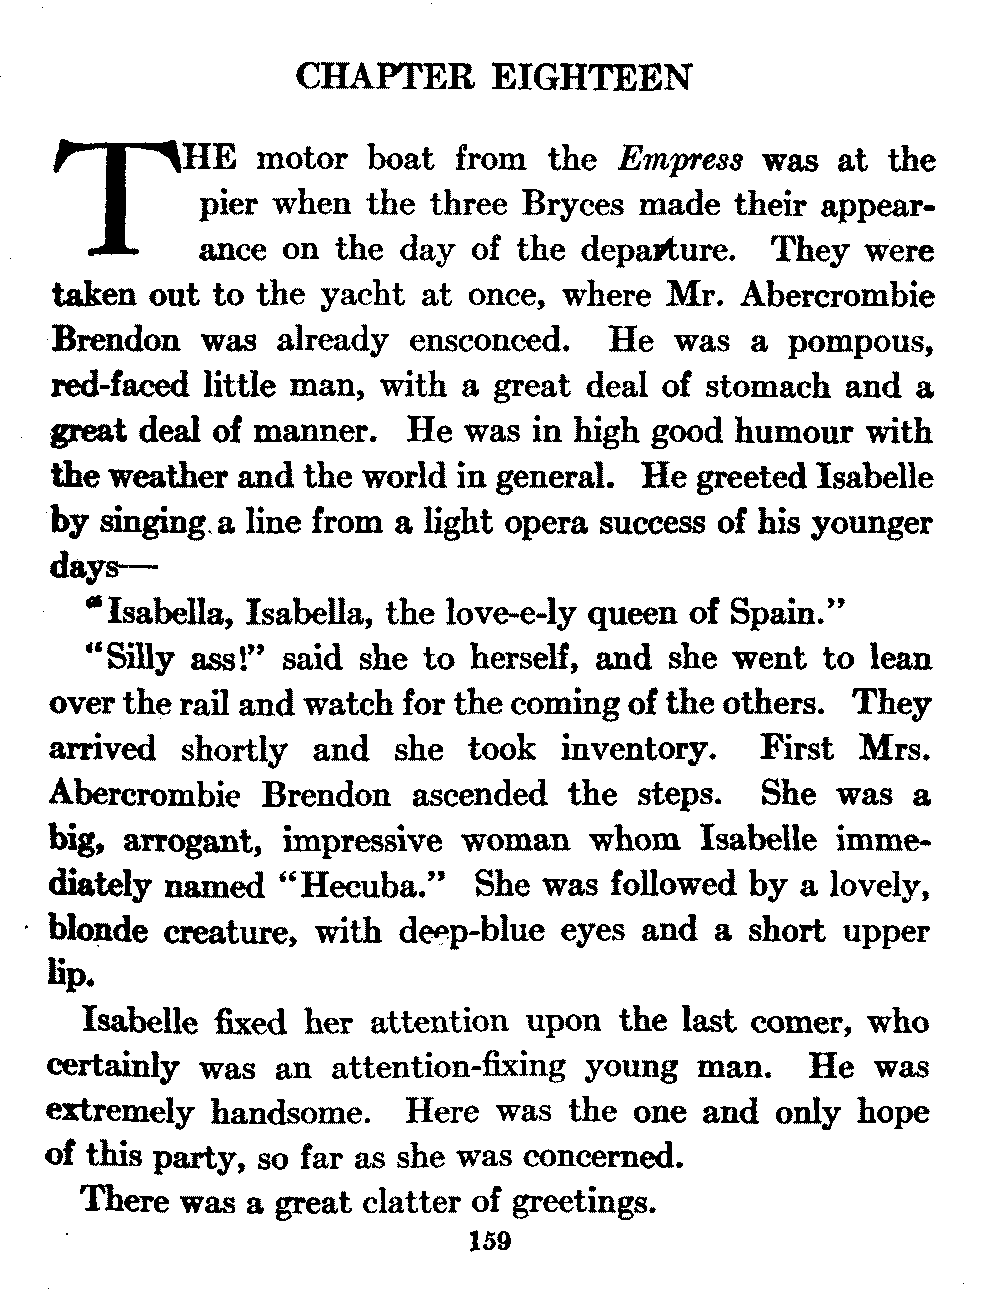 CHAPTER EIGHTEEN
THE motor boat from the Empress was at the
pier when the three Bryces made their appear-
ance on the day of the departure. They were
taken out to the yacht at once, where Mr. Abercrombie
Brendon was already ensconced. He was a pompous,
red-faced little man, with a great deal of stomach and a
great deal of manner. He was in high good humour with
the weather and the world in general. He greeted Isabelle
by singing a line from a light opera success of his younger
days—
"Isabella, Isabella, the love-e-ly queen of Spain."
"Silly ass!" said she to herself, and she went to lean
over the rail and watch for the coming of the others. They
arrived shortly and she took inventory. First Mrs.
Abercrombie Brendon ascended the steps. She was a
big, arrogant, impressive woman whom Isabelle imme-
diately named "Hecuba." She was followed by a lovely,
blonde creature, with deep-blue eyes and a short upper
lip.
Isabelle fixed her attention upon the last comer, who
certainly was an attention-fixing young man. He was
extremely handsome. Here was the one and only hope
of this party, so far as she was concerned.
There was a great clatter of greetings.
159